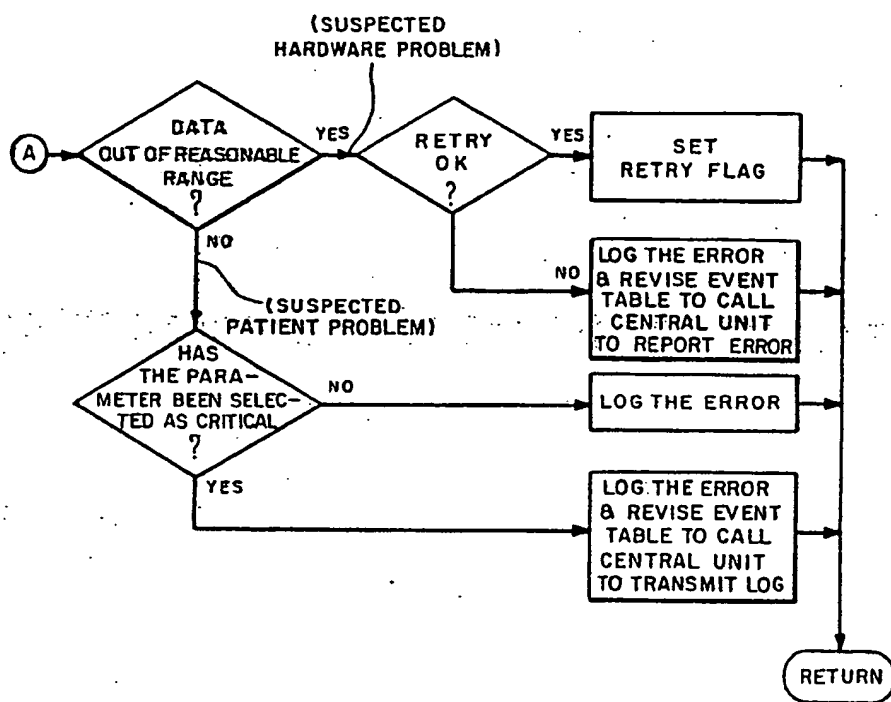 (SUSPECTED
HARDWARE PROBLEM)
A
DATA
OUT OF REASONABLE
RANGE
?
YES
RETRY
OK
?
YES
SET
RETRY FLAG
NO
(SUSPECTED
PATIENT PROBLEM)
NO
LOG THE ERROR
& REVISE EVENT
TABLE TO CALL
CENTRAL UNIT
TO REPORT ERROR
HAS
THE PARA-
METER BEEN SELEC-
TED AS CRITICAL
?
NO
LOG THE ERROR
YES
LOG THE ERROR
& REVISE EVENT
TABLE TO CALL
CENTRAL UNIT
TO TRANSMIT LOG
RETURN